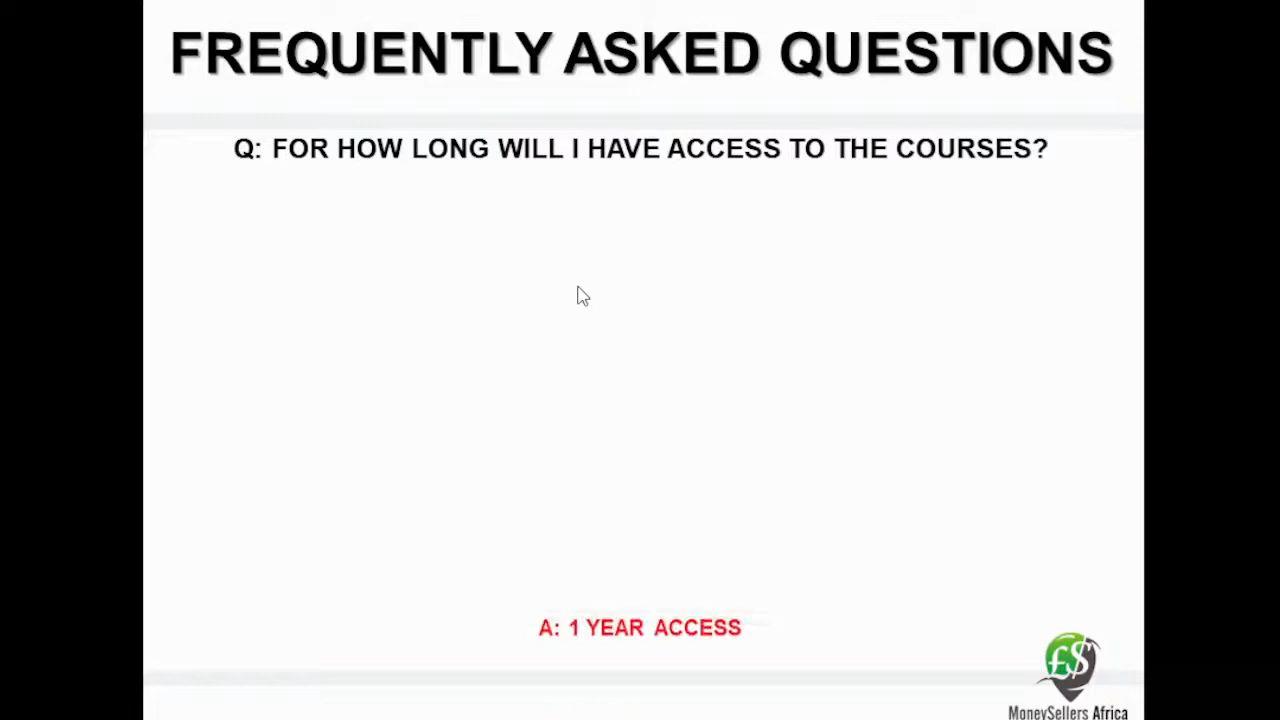 FREQUENTLY ASKED QUESTIONS
Q: FOR HOW LONG WILL I HAVE ACCESS TO THE COURSES?
A: 1 YEAR ACCESS
£$
MoneySellers Africa